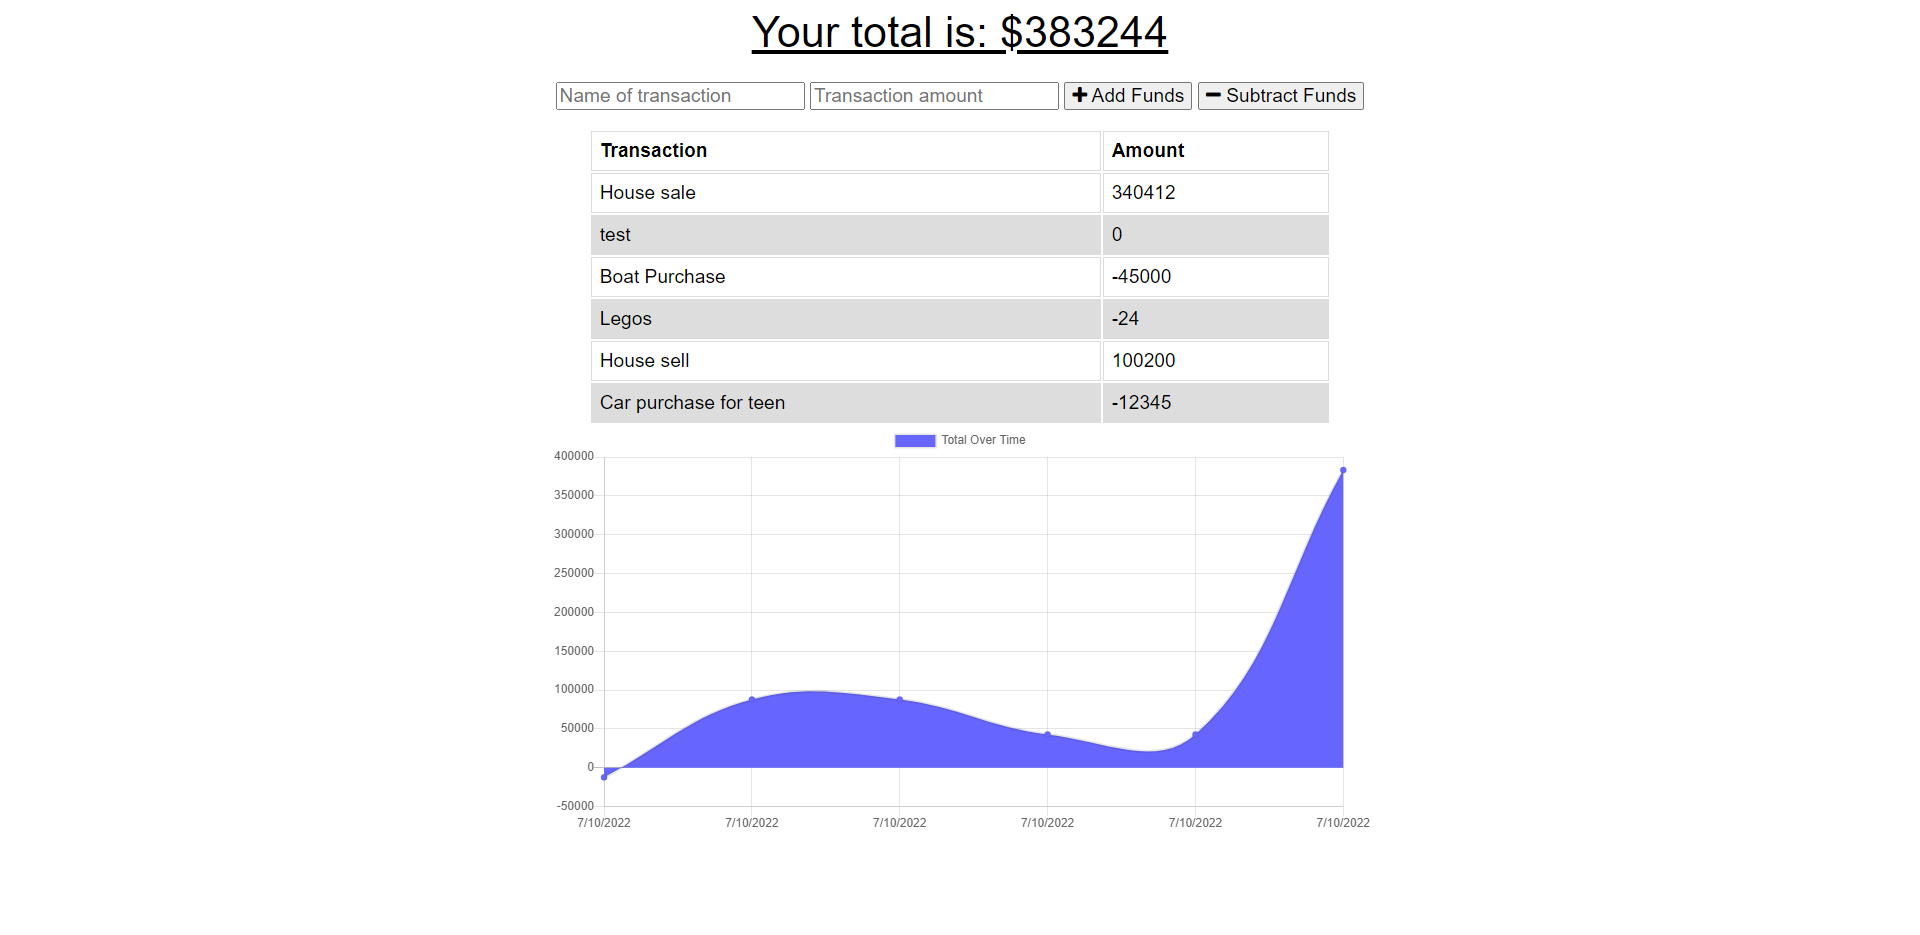 Your total is: $383244
Name of transaction Transaction amount Add Funds Subtract Funds
Transaction Amount
House sale 340412
test 0
Boat Purchase -45000
Legos -24
House sell 100200
Car purchase for teen -12345
Total Over Time
400000
350000
300000
250000
200000
150000
100000
50000
0
-50000
7/10/2022 7/10/2022 7/10/2022 7/10/2022 7/10/2022 7/10/2022